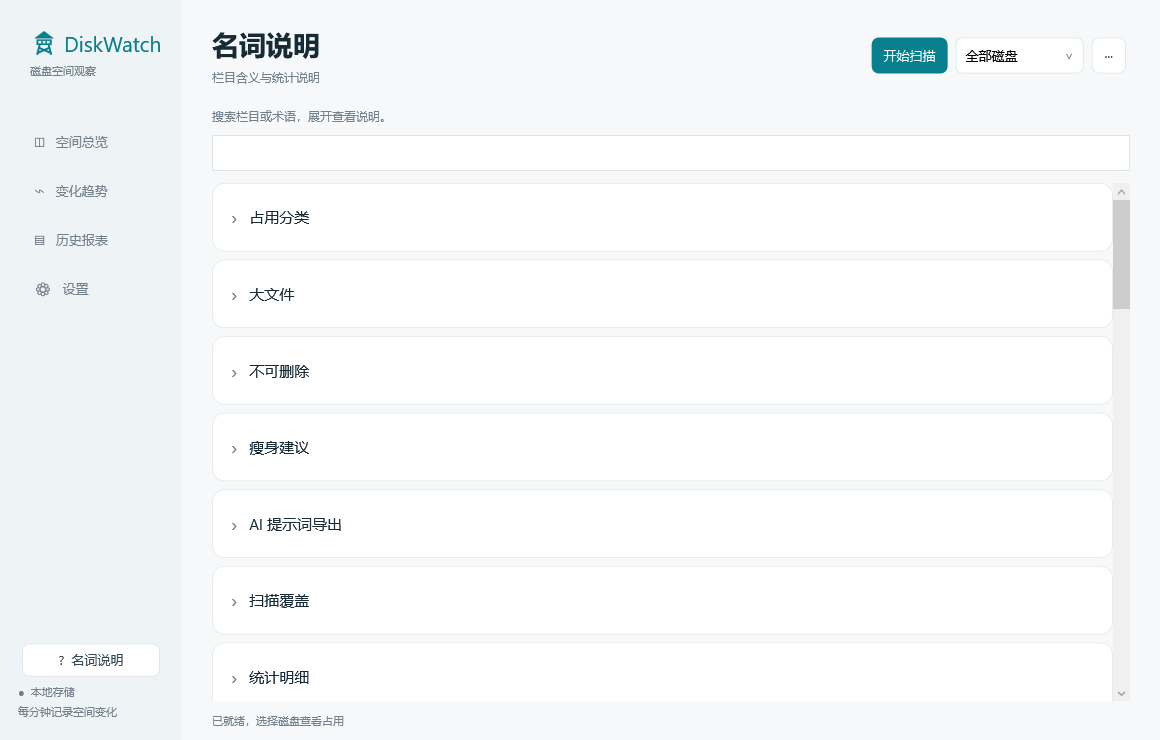 DiskWatch
磁盘空间观察
空间总览
变化趋势
历史报表
设置
? 名词说明
本地存储
每分钟记录空间变化
名词说明
栏目含义与统计说明
开始扫描
全部磁盘
...
搜索栏目或术语，展开查看说明。
占用分类
大文件
不可删除
瘦身建议
AI 提示词导出
扫描覆盖
统计明细
已就绪，选择磁盘查看占用